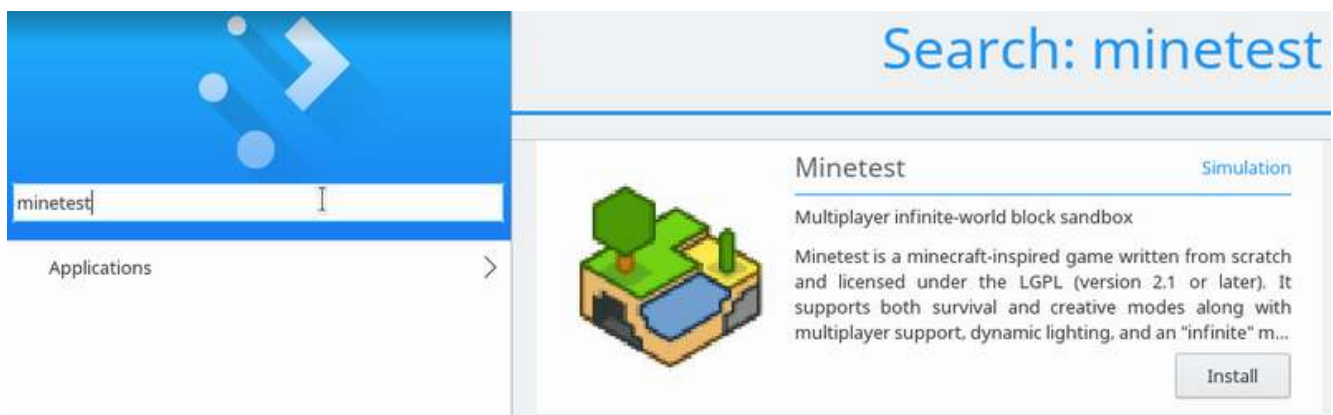 minetest
Applications
Search: minetest
Minetest
Simulation
Multiplayer infinite-world block sandbox
Minetest is a minecraft-inspired game written from scratch
and licensed under the LGPL (version 2.1 or later). It
supports both survival and creative modes along with
multiplayer support, dynamic lighting, and an "infinite" m...
Install